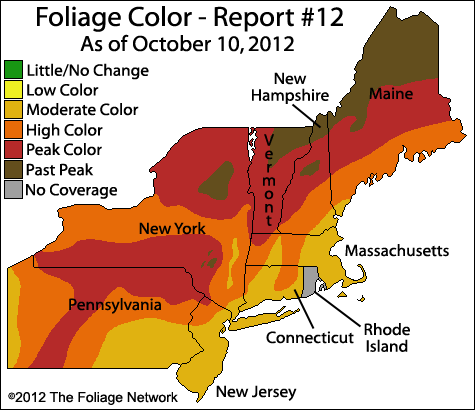 Foliage Color - Report #12
As of October 10, 2012
Little/No Change
Low Color
Moderate Color
High Color
Peak Color
Past Peak
No Coverage
New
Hampshire
Maine
Vermont
New York
Massachusetts
Pennsylvania
Connecticut
Rhode
Island
New Jersey
©2012 The Foliage Network